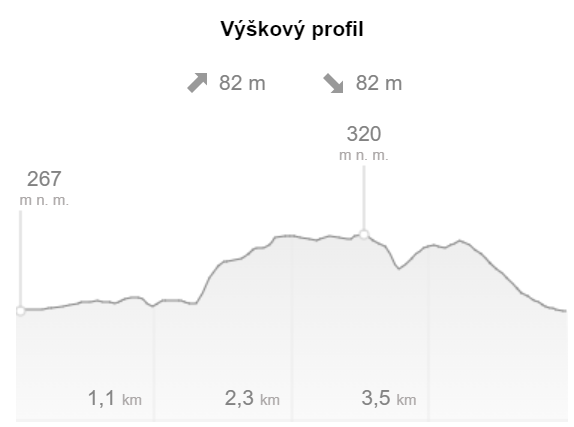 Výškový profil
82 m 82 m
320
m n. m.
267
m n. m.
1,1 km 2,3 km 3,5 km